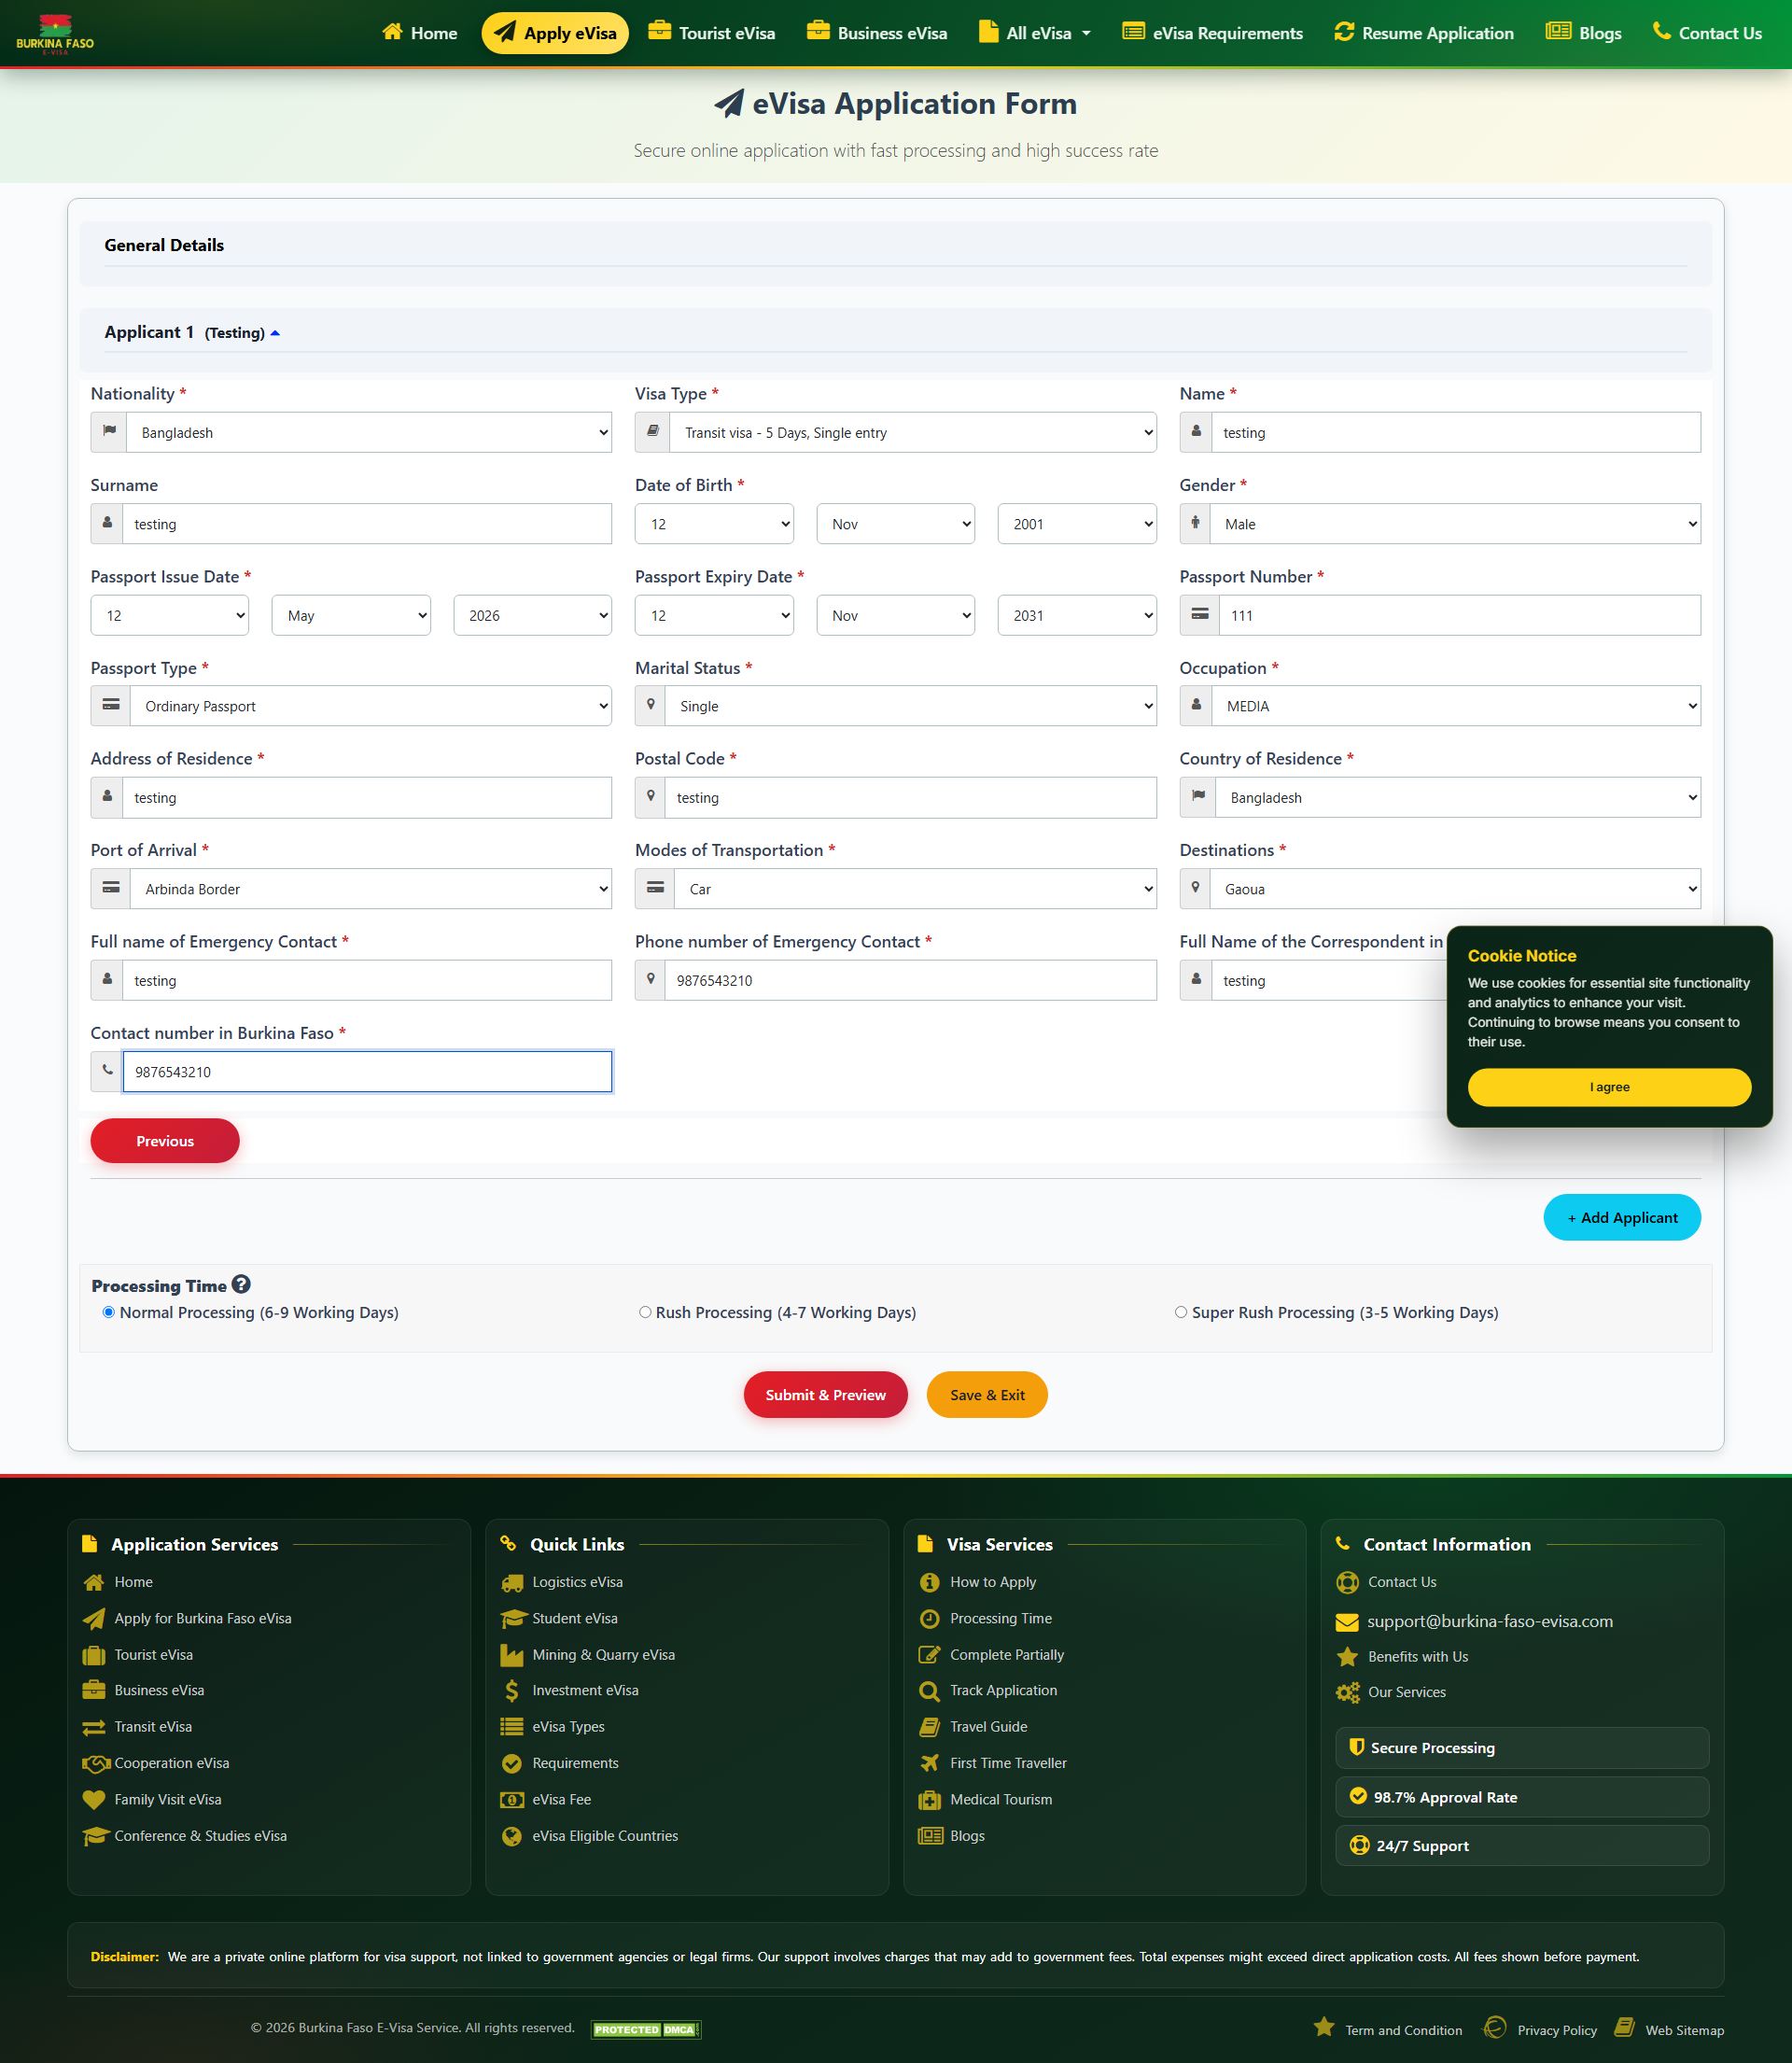 BURKINA FASO
E-VISA
Home
Apply eVisa
Tourist eVisa
Business eVisa
All eVisa
eVisa Requirements
Resume Application
Blogs
Contact Us
eVisa Application Form
Secure online application with fast processing and high success rate
General Details
Applicant 1 (Testing)
Nationality *
Visa Type *
Name *
Bangladesh
Transit visa - 5 Days, Single entry
testing
Surname
Date of Birth *
Gender *
testing
12
Nov
2001
Male
Passport Issue Date *
Passport Expiry Date *
Passport Number *
12
May
2026
12
Nov
2031
111
Passport Type *
Marital Status *
Occupation *
Ordinary Passport
Single
MEDIA
Address of Residence *
Postal Code *
Country of Residence *
testing
testing
Bangladesh
Port of Arrival *
Modes of Transportation *
Destinations *
Arbinda Border
Car
Gaoua
Full name of Emergency Contact *
Phone number of Emergency Contact *
Full Name of the Correspondent in
testing
9876543210
testing
Contact number in Burkina Faso *
9876543210
Cookie Notice
We use cookies for essential site functionality
and analytics to enhance your visit.
Continuing to browse means you consent to
their use.
I agree
Previous
+ Add Applicant
Processing Time
Normal Processing (6-9 Working Days)
Rush Processing (4-7 Working Days)
Super Rush Processing (3-5 Working Days)
Submit & Preview
Save & Exit
Application Services
Home
Apply for Burkina Faso eVisa
Tourist eVisa
Business eVisa
Transit eVisa
Cooperation eVisa
Family Visit eVisa
Conference & Studies eVisa
Quick Links
Logistics eVisa
Student eVisa
Mining & Quarry eVisa
Investment eVisa
eVisa Types
Requirements
eVisa Fee
eVisa Eligible Countries
Visa Services
How to Apply
Processing Time
Complete Partially
Track Application
Travel Guide
First Time Traveller
Medical Tourism
Blogs
Contact Information
Contact Us
support@burkina-faso-evisa.com
Benefits with Us
Our Services
Secure Processing
98.7% Approval Rate
24/7 Support
Disclaimer: We are a private online platform for visa support, not linked to government agencies or legal firms. Our support involves charges that may add to government fees. Total expenses might exceed direct application costs. All fees shown before payment.
© 2026 Burkina Faso E-Visa Service. All rights reserved.
PROTECTED DMCA
Term and Condition
Privacy Policy
Web Sitemap